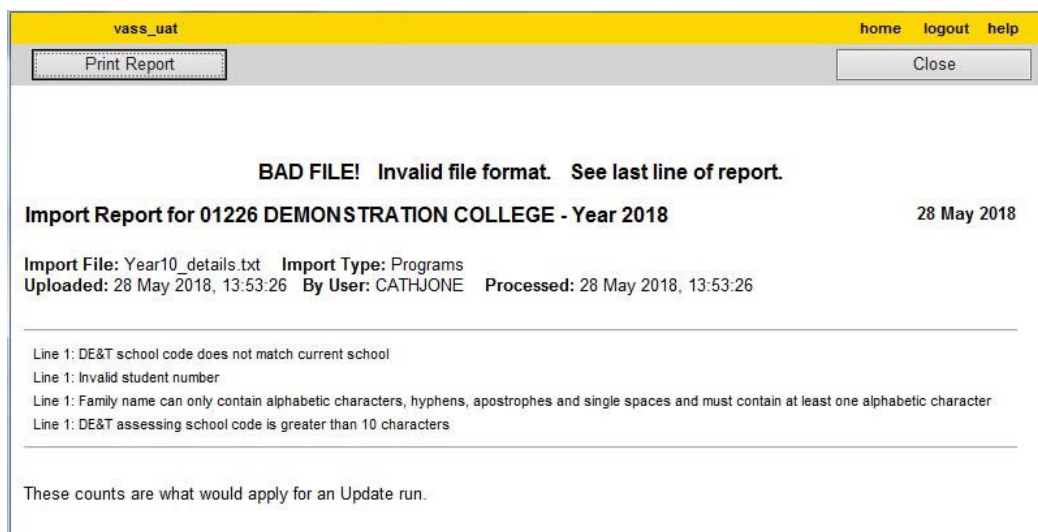 vass_uat home logout help
Print Report Close
BAD FILE! Invalid file format. See last line of report.
Import Report for 01226 DEMONSTRATION COLLEGE - Year 2018 28 May 2018
Import File: Year10_details.txt Import Type: Programs
Uploaded: 28 May 2018, 13:53:26 By User: CATHJONE Processed: 28 May 2018, 13:53:26
Line 1: DE&T school code does not match current school
Line 1: Invalid student number
Line 1: Family name can only contain alphabetic characters, hyphens, apostrophes and single spaces and must contain at least one alphabetic character
Line 1: DE&T assessing school code is greater than 10 characters
These counts are what would apply for an Update run.